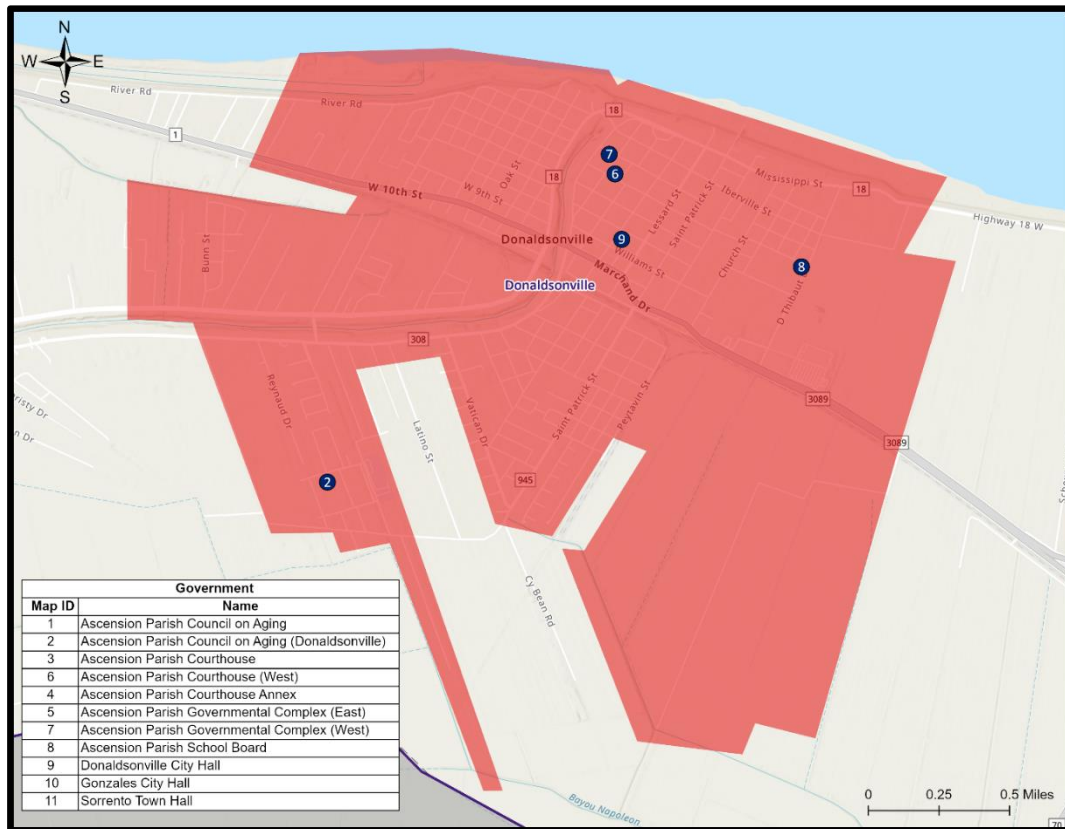 N
W E
S
River Rd
River Rd
1
18
7
6
Oak St
18
W 9th St
W 10th St
Lessard St
Saint Patrick St
Mississippi St
18
Iberville St
Highway 18 W
Bunn St
Donaldsonville
9
Williams St
Church St
8
Donaldsonville
Marchand Dr
D Thibaut
308
Reynaud Dr
Vatican Dr
Latino St
Saint Patrick St
Peytavin St
3089
3089
risty Dr
n Dr
2
945
Cy Bean Rd
Government
Map ID Name
1 Ascension Parish Council on Aging
2 Ascension Parish Council on Aging (Donaldsonville)
3 Ascension Parish Courthouse
6 Ascension Parish Courthouse (West)
4 Ascension Parish Courthouse Annex
5 Ascension Parish Governmental Complex (East)
7 Ascension Parish Governmental Complex (West)
8 Ascension Parish School Board
9 Donaldsonville City Hall
10 Gonzales City Hall
11 Sorrento Town Hall
Bayou Napoleon
0 0.25 0.5 Miles
70